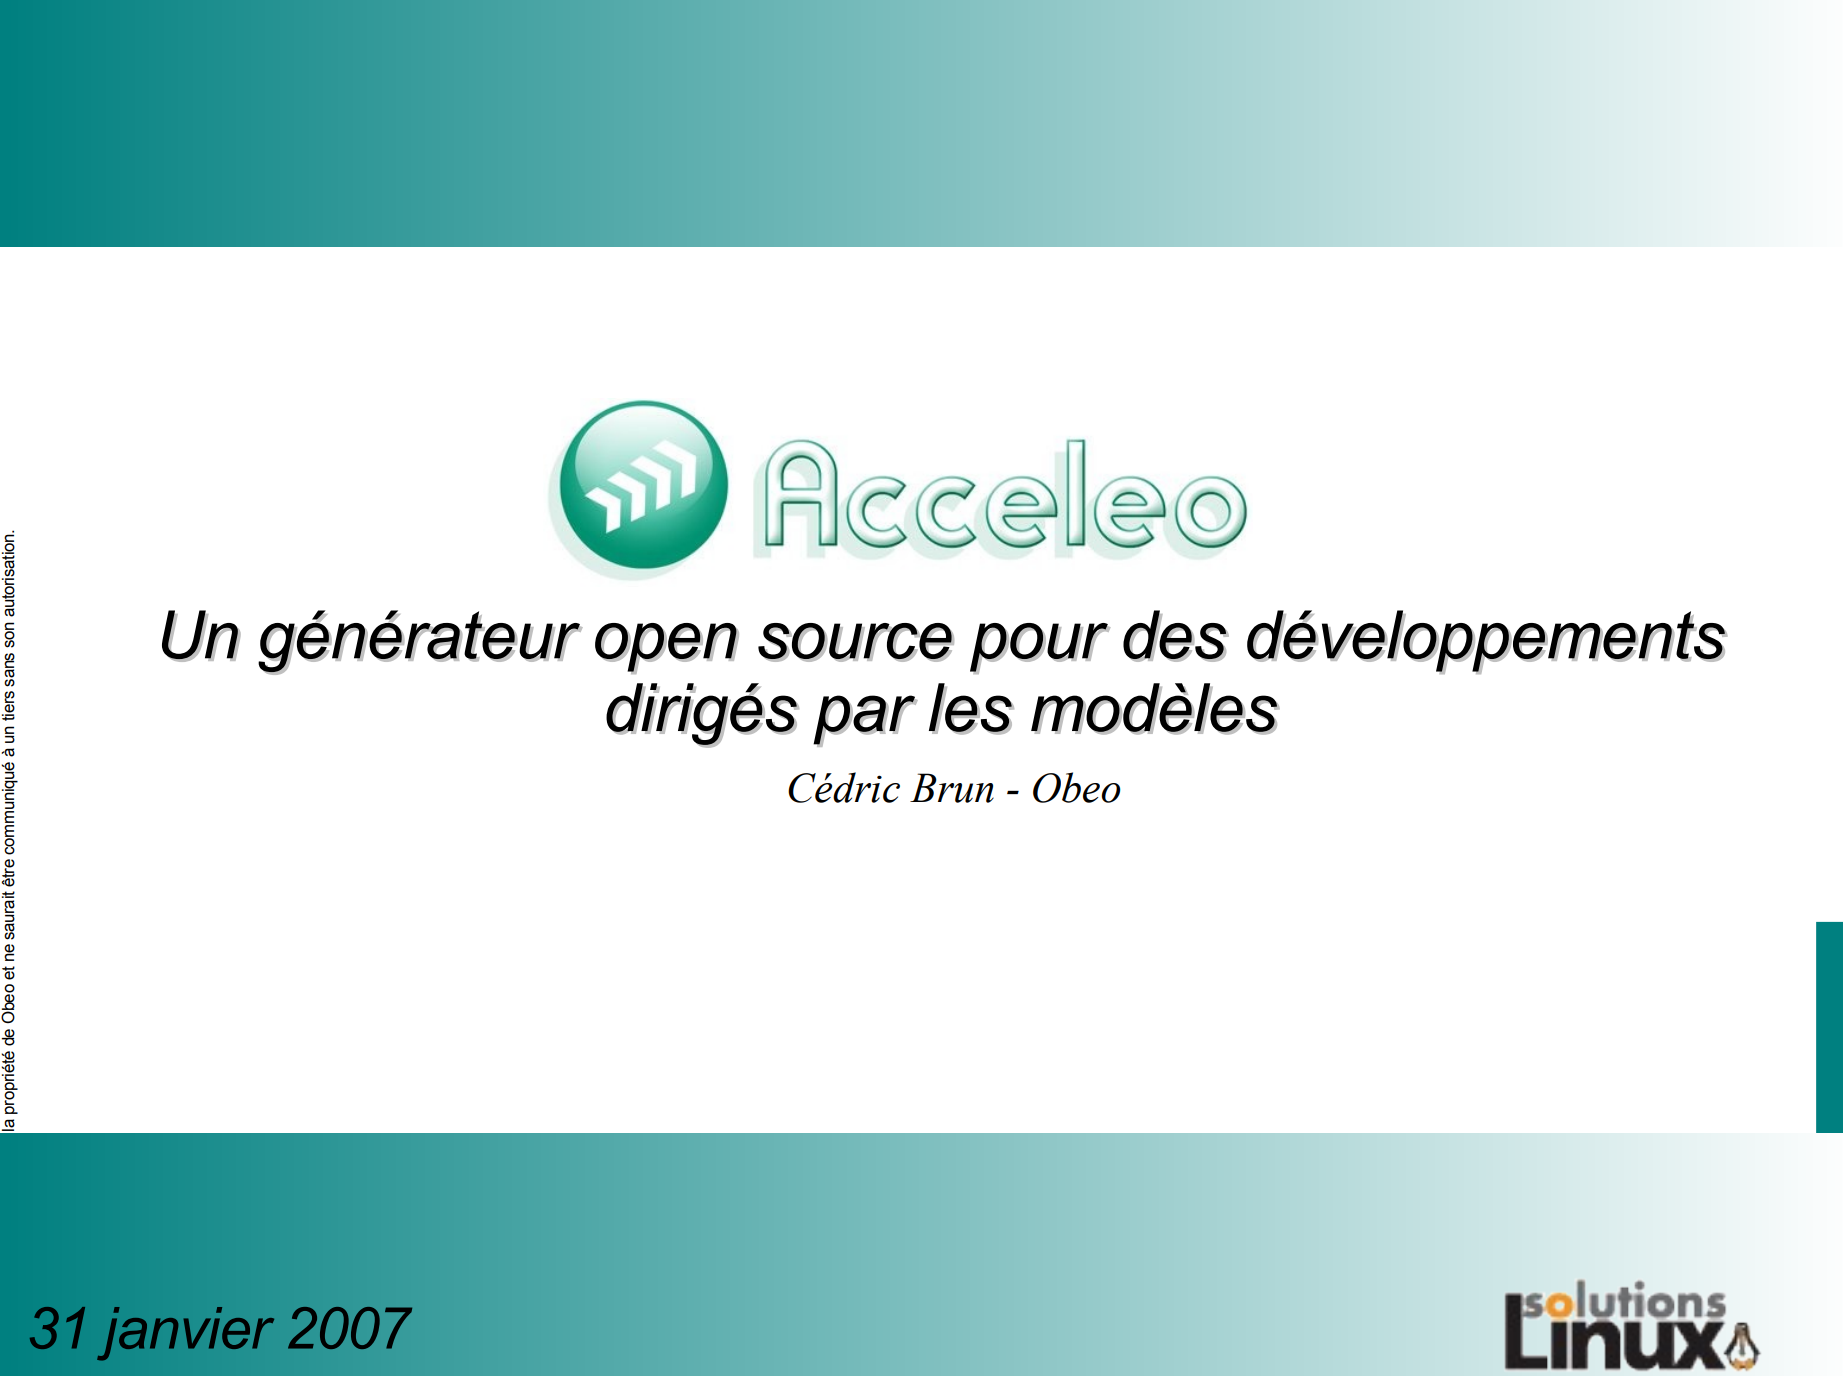 Acceleo
Un générateur open source pour des développements
dirigés par les modèles
Cédric Brun - Obeo
la propriété de Obeo et ne saurait être communiqué à un tiers sans son autorisation.
31 janvier 2007
solutions
Linux